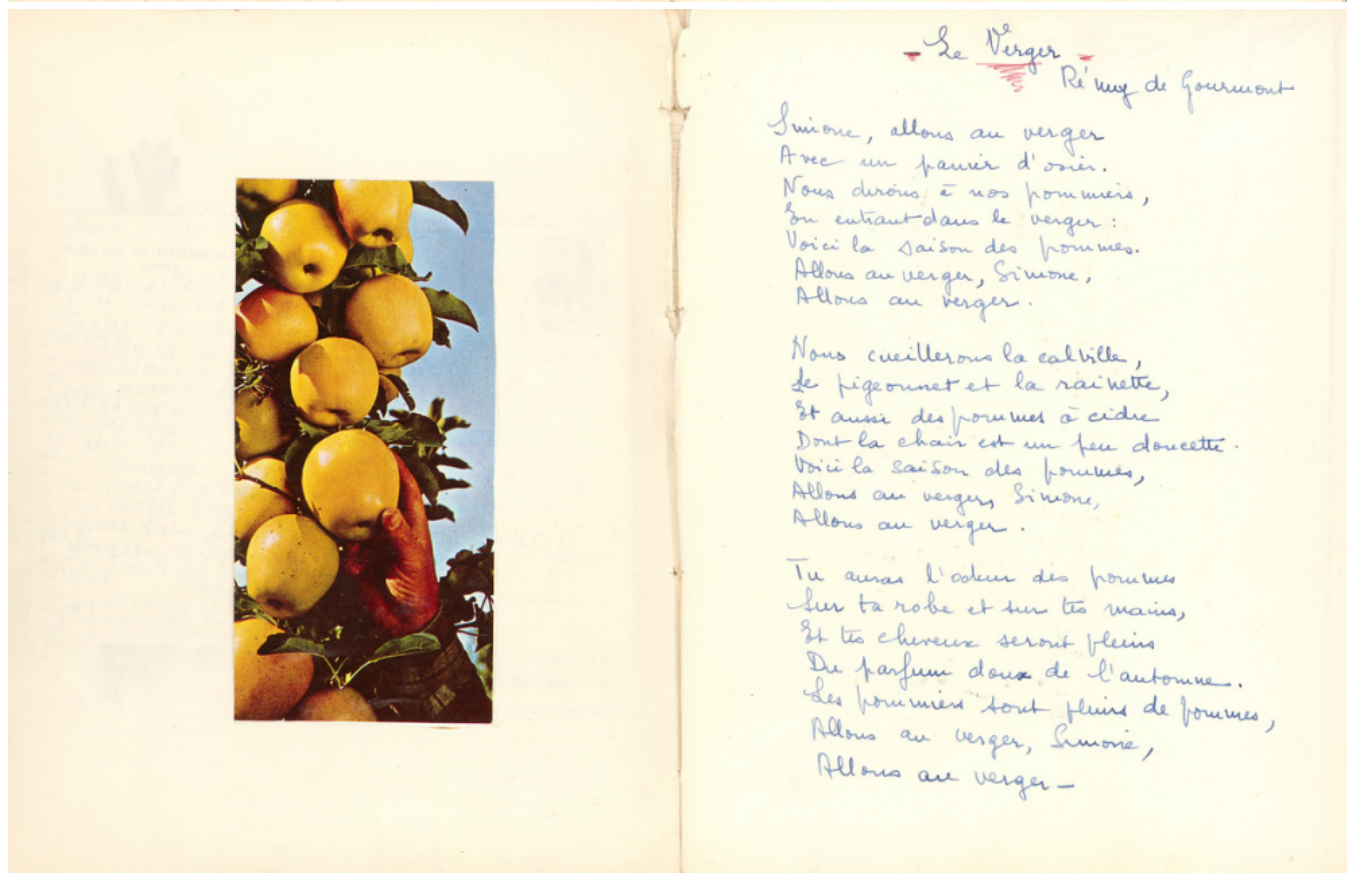 Le Verger
Rémy de Gourmont
Simone, allons au verger
Avec un panier d'osier.
Nous dirons à nos pommiers,
En entrant dans le verger :
Voici la saison des pommes.
Allons au verger, Simone,
Allons au verger.
Nous cueillerons la calville,
Le pigeonnet et la rainette,
Et aussi des pommes à cidre
Dont la chair est un peu doucette.
Voici la saison des pommes,
Allons au verger, Simone,
Allons au verger.
Tu auras l'odeur des pommes
Sur ta robe et sur tes mains,
Et tes cheveux seront pleins
Du parfum doux de l'automne.
Les pommiers sont pleins de pommes,
Allons au verger, Simone,
Allons au verger —